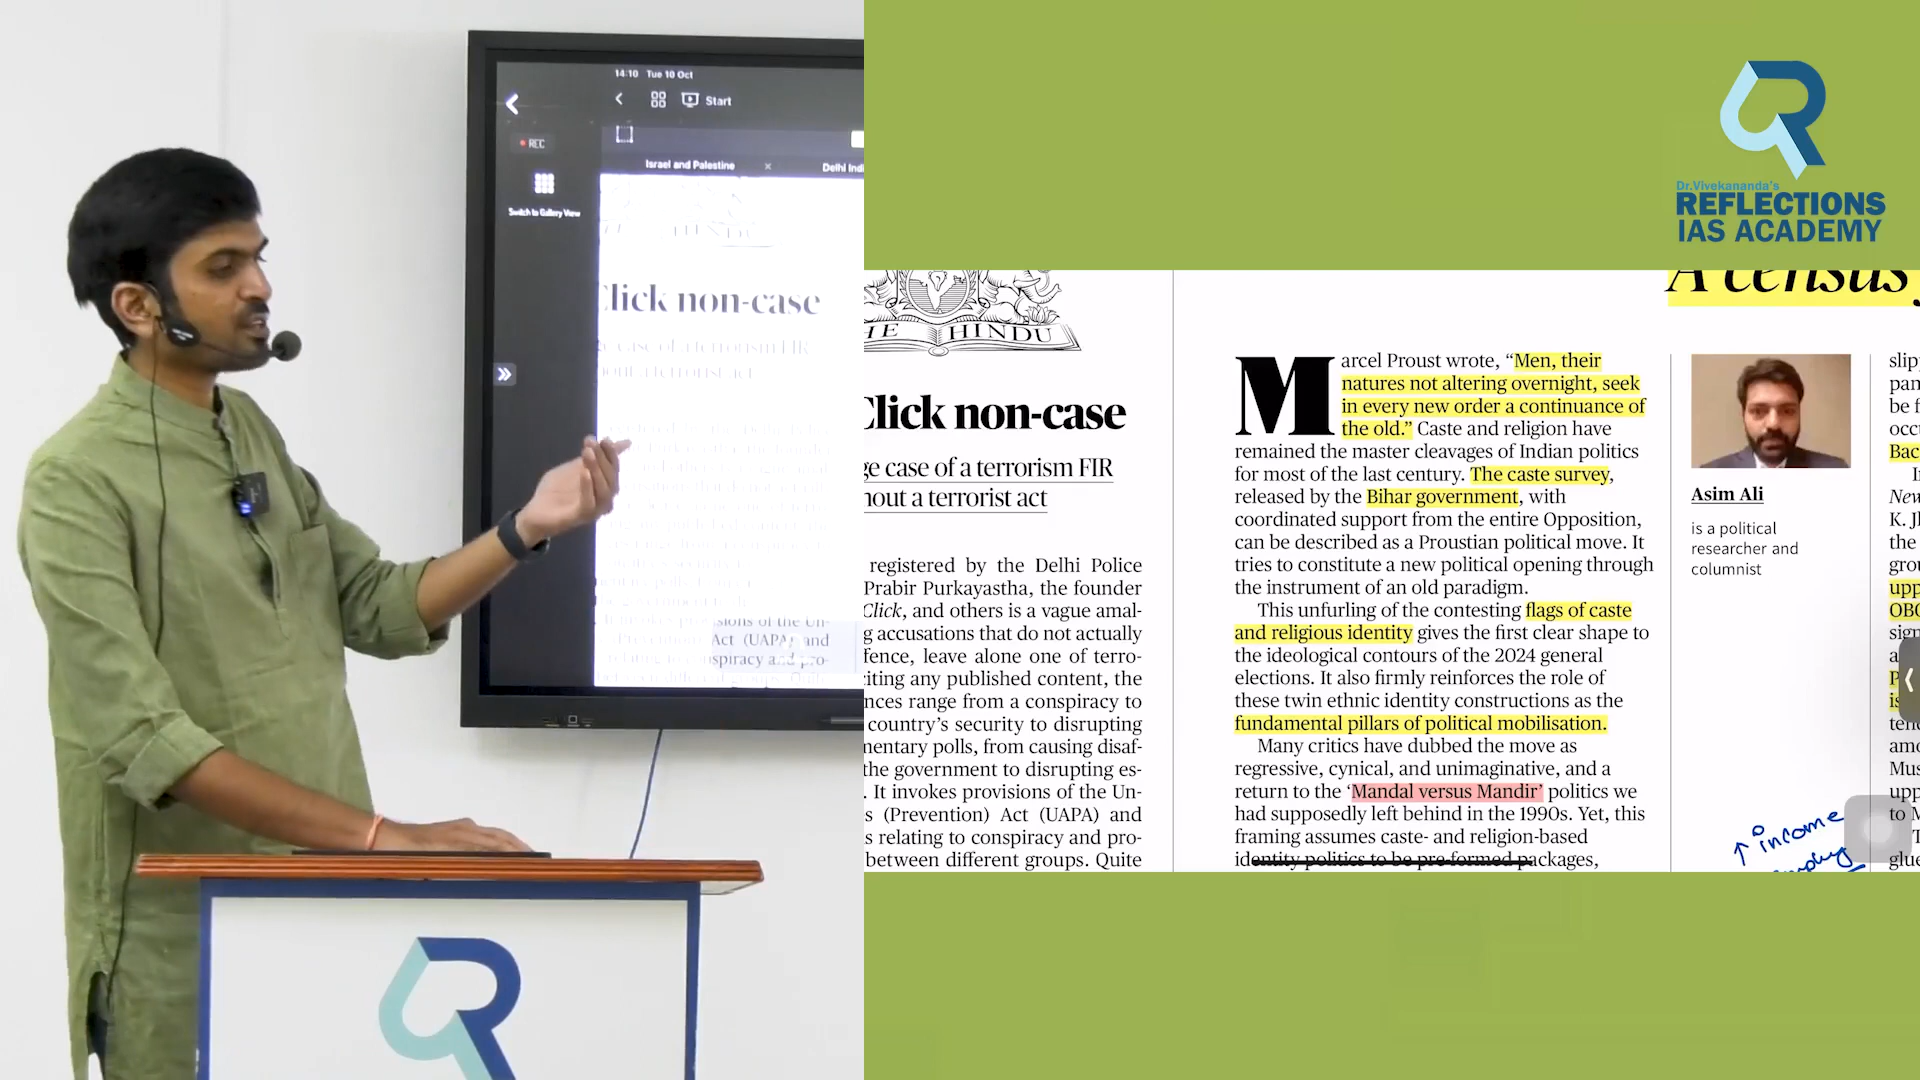 14:10 Tue 10 Oct
Start
REC
Israel and Palestine
Switch to Gallery View
Click non-case
Act (UAPA) and
Dr.Vivekananda's
REFLECTIONS
IAS ACADEMY
A census
HINDU
Click non-case
case of a terrorism FIR
a terrorist act
registered by the Delhi Police
Prabir Purkayastha, the founder
Click, and others is a vague amal-
accusations that do not actually
leave alone one of terro-
any published content, the
range from a conspiracy to
country's security to disrupting
polls, from causing disaf-
the government to disrupting es-
. It invokes provisions of the Un-
(Prevention) Act (UAPA) and
relating to conspiracy and pro-
between different groups. Quite
Marcel Proust wrote, “Men, their
natures not altering overnight, seek
in every new order a continuance of
the old.” Caste and religion have
remained the master cleavages of Indian politics
for most of the last century. The caste survey,
released by the Bihar government, with
coordinated support from the entire Opposition,
can be described as a Proustian political move. It
tries to constitute a new political opening through
the instrument of an old paradigm.
This unfurling of the contesting flags of caste
and religious identity gives the first clear shape to
the ideological contours of the 2024 general
elections. It also firmly reinforces the role of
these twin ethnic identity constructions as the
fundamental pillars of political mobilisation.
Many critics have dubbed the move as
regressive, cynical, and unimaginative, and a
return to the ‘Mandal versus Mandir’ politics we
had supposedly left behind in the 1990s. Yet, this
framing assumes caste- and religion-based
identity politics to be pre-formed packages,
Asim Ali
is a political
researcher and
columnist
↑ income